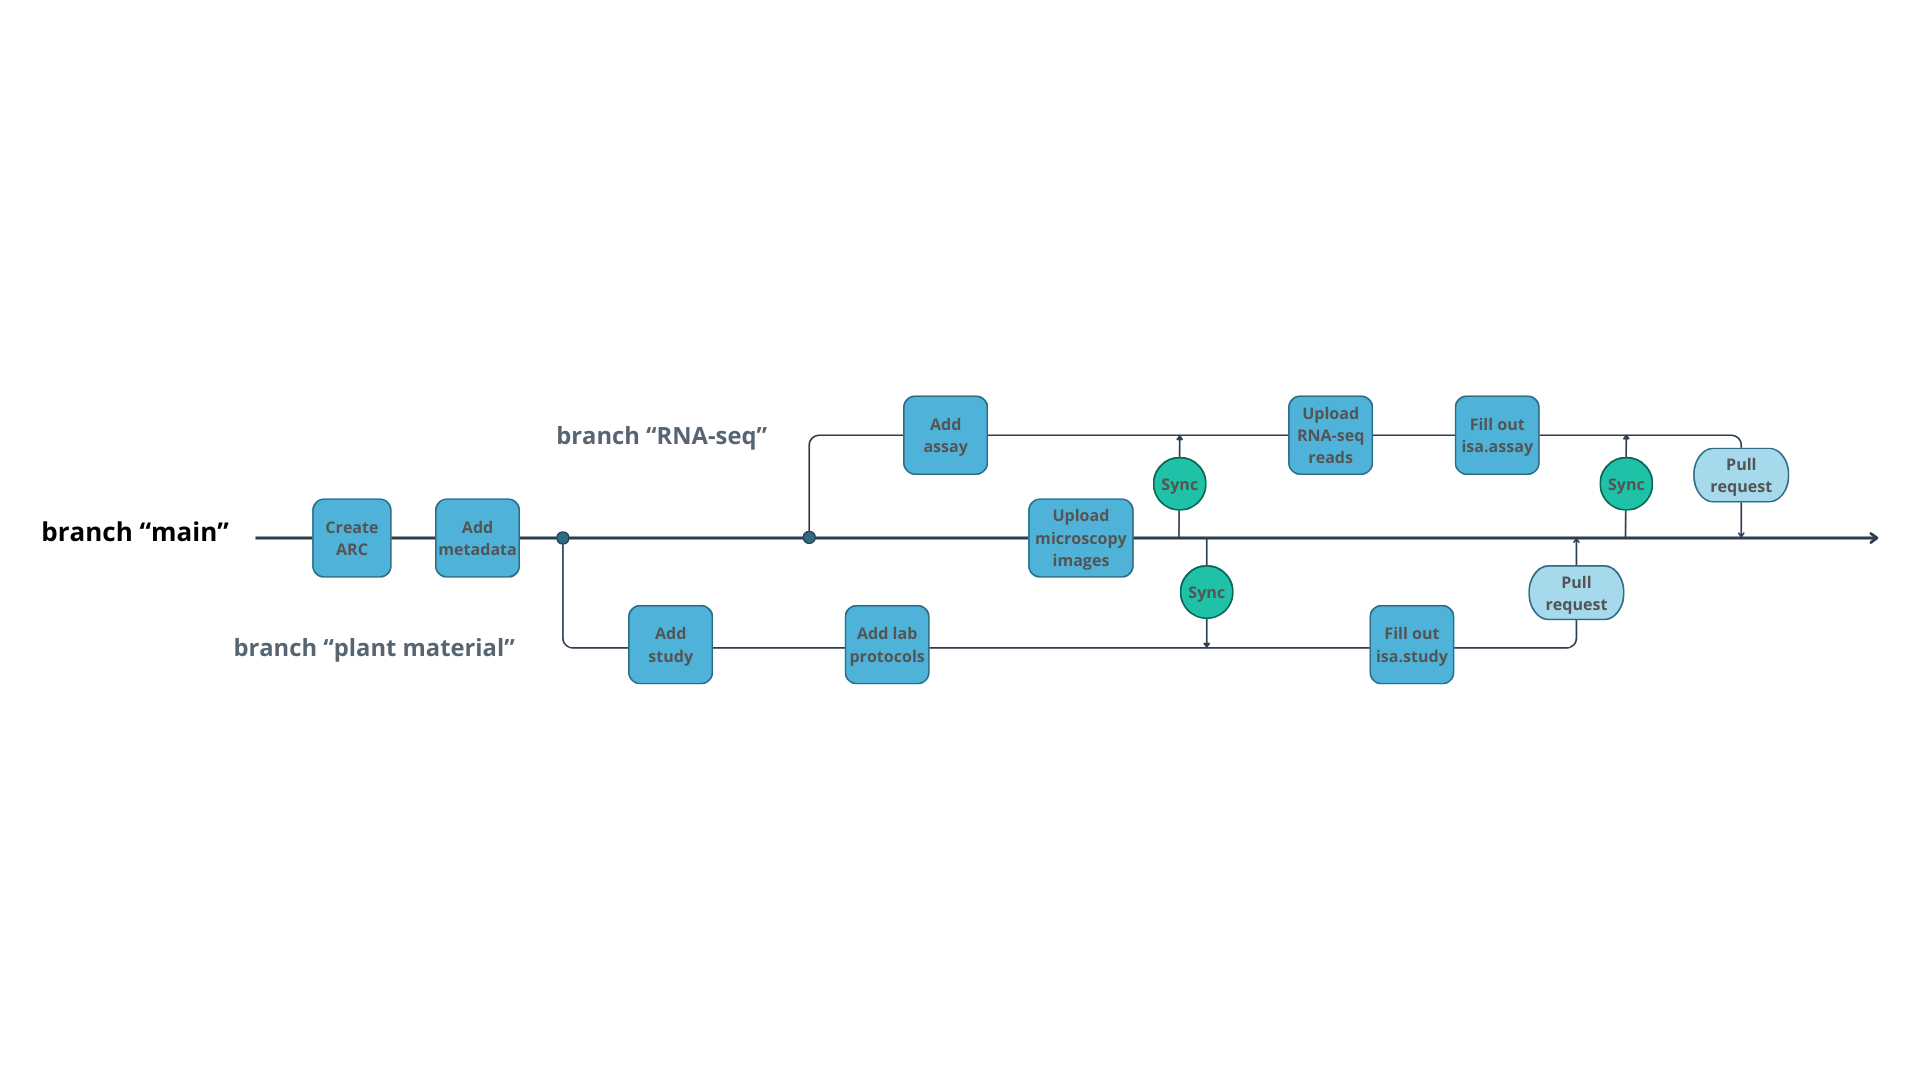 Add
assay
Upload
RNA-seq
reads
Fill out
isa.assay
branch “RNA-seq”
Sync
Sync
Pull
request
branch “main”
Create
ARC
Add
metadata
Upload
microscopy
images
Sync
Pull
request
branch “plant material”
Add
study
Add lab
protocols
Fill out
isa.study